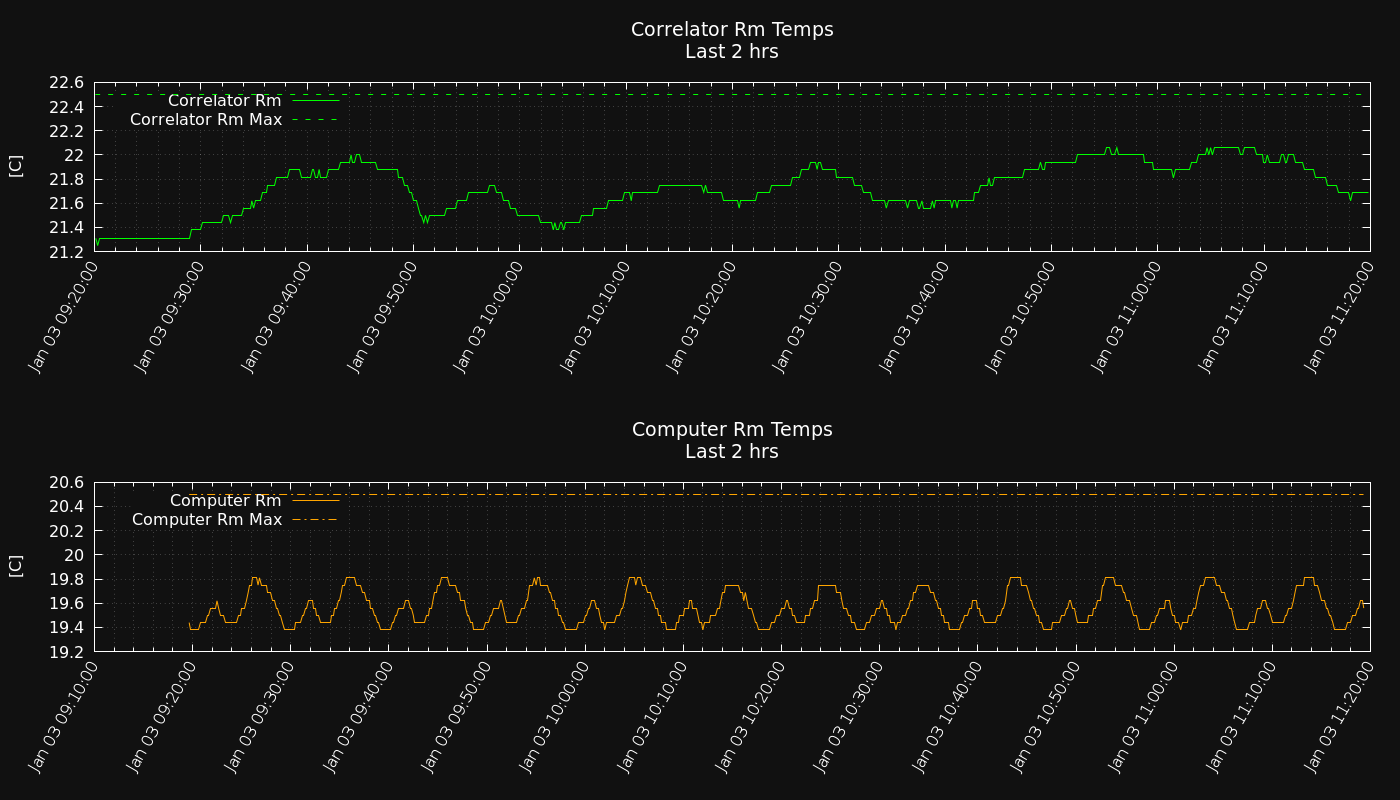 Correlator Rm Temps
Last 2 hrs
22.6
22.4
22.2
22
21.8
21.6
21.4
21.2
[C]
Correlator Rm
Correlator Rm Max
Jan 03 09:20:00
Jan 03 09:30:00
Jan 03 09:40:00
Jan 03 09:50:00
Jan 03 10:00:00
Jan 03 10:10:00
Jan 03 10:20:00
Jan 03 10:30:00
Jan 03 10:40:00
Jan 03 10:50:00
Jan 03 11:00:00
Jan 03 11:10:00
Jan 03 11:20:00
Computer Rm Temps
Last 2 hrs
20.6
20.4
20.2
20
19.8
19.6
19.4
19.2
[C]
Computer Rm
Computer Rm Max
Jan 03 09:10:00
Jan 03 09:20:00
Jan 03 09:30:00
Jan 03 09:40:00
Jan 03 09:50:00
Jan 03 10:00:00
Jan 03 10:10:00
Jan 03 10:20:00
Jan 03 10:30:00
Jan 03 10:40:00
Jan 03 10:50:00
Jan 03 11:00:00
Jan 03 11:10:00
Jan 03 11:20:00